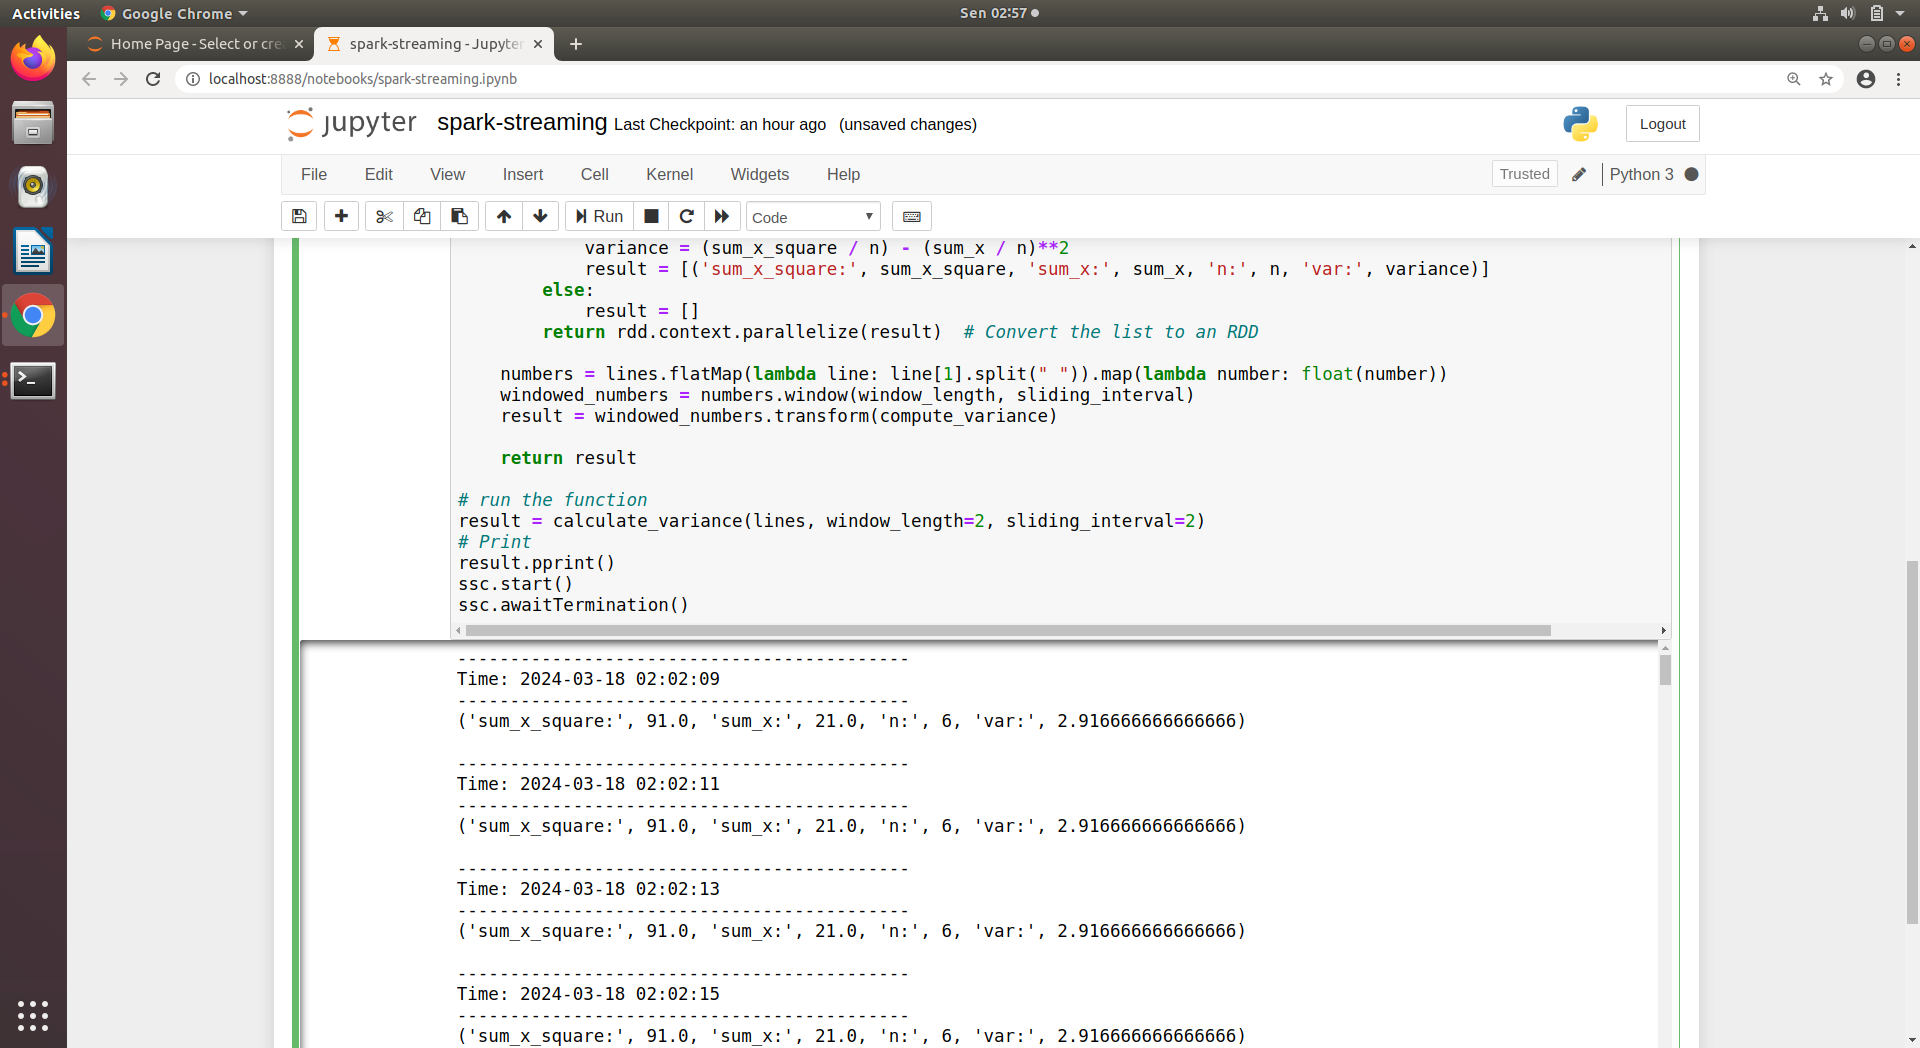 Activities Google Chrome Sen 02:57
Home Page - Select or cre spark-streaming - Jupyter
localhost:8888/notebooks/spark-streaming.ipynb
jupyter spark-streaming Last Checkpoint: an hour ago (unsaved changes) Logout
File Edit View Insert Cell Kernel Widgets Help Trusted Python 3
Run Code
variance = (sum_x_square / n) - (sum_x / n)**2
result = [('sum_x_square:', sum_x_square, 'sum_x:', sum_x, 'n:', n, 'var:', variance)]
else:
result = []
return rdd.context.parallelize(result)  # Convert the list to an RDD
numbers = lines.flatMap(lambda line: line[1].split(" ")).map(lambda number: float(number))
windowed_numbers = numbers.window(window_length, sliding_interval)
result = windowed_numbers.transform(compute_variance)
return result
# run the function
result = calculate_variance(lines, window_length=2, sliding_interval=2)
# Print
result.pprint()
ssc.start()
ssc.awaitTermination()
-------------------------------------------
Time: 2024-03-18 02:02:09
-------------------------------------------
('sum_x_square:', 91.0, 'sum_x:', 21.0, 'n:', 6, 'var:', 2.916666666666666)
-------------------------------------------
Time: 2024-03-18 02:02:11
-------------------------------------------
('sum_x_square:', 91.0, 'sum_x:', 21.0, 'n:', 6, 'var:', 2.916666666666666)
-------------------------------------------
Time: 2024-03-18 02:02:13
-------------------------------------------
('sum_x_square:', 91.0, 'sum_x:', 21.0, 'n:', 6, 'var:', 2.916666666666666)
-------------------------------------------
Time: 2024-03-18 02:02:15
-------------------------------------------
('sum_x_square:', 91.0, 'sum_x:', 21.0, 'n:', 6, 'var:', 2.916666666666666)